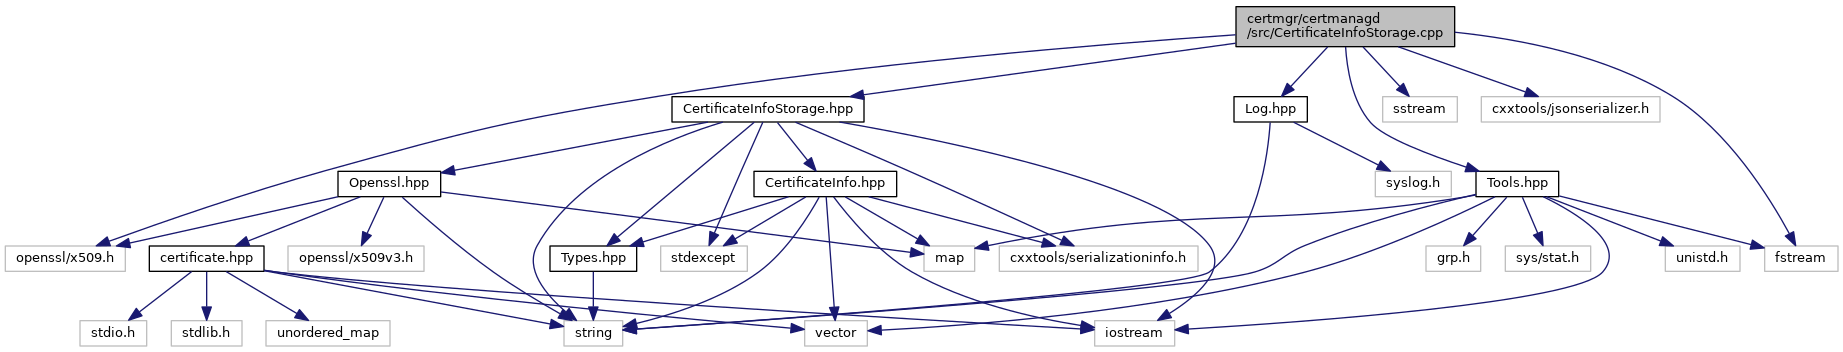 certmgr/certmanagd
/src/CertificateInfoStorage.cpp
CertificateInfoStorage.hpp
Log.hpp
sstream
cxxtools/jsonserializer.h
Openssl.hpp
CertificateInfo.hpp
syslog.h
Tools.hpp
openssl/x509.h
certificate.hpp
openssl/x509v3.h
Types.hpp
stdexcept
map
cxxtools/serializationinfo.h
grp.h
sys/stat.h
unistd.h
fstream
stdio.h
stdlib.h
unordered_map
string
vector
iostream